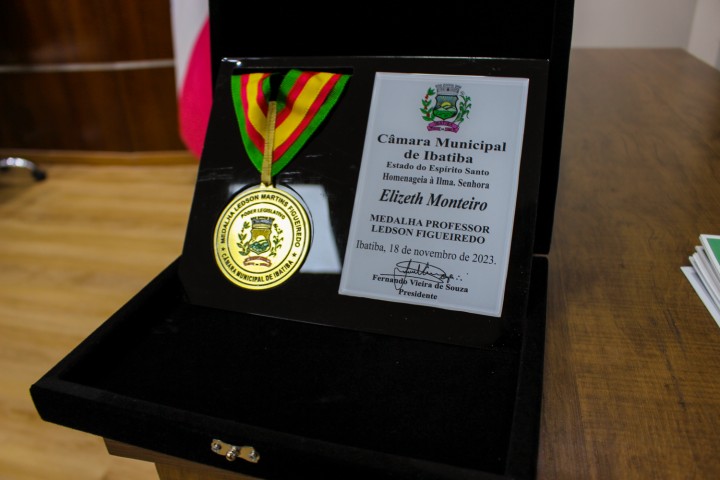 MEDALHA LEDSON MARTINS FIGUEIREDO
PODER LEGISLATIVO
CÂMARA MUNICIPAL DE IBATIBA
Câmara Municipal
de Ibatiba
Estado do Espírito Santo
Homenageia à Ilma. Senhora
Elizeth Monteiro
MEDALHA PROFESSOR
LEDSON FIGUEIREDO
Ibatiba, 18 de novembro de 2023.
Fernando Vieira de Souza
Presidente